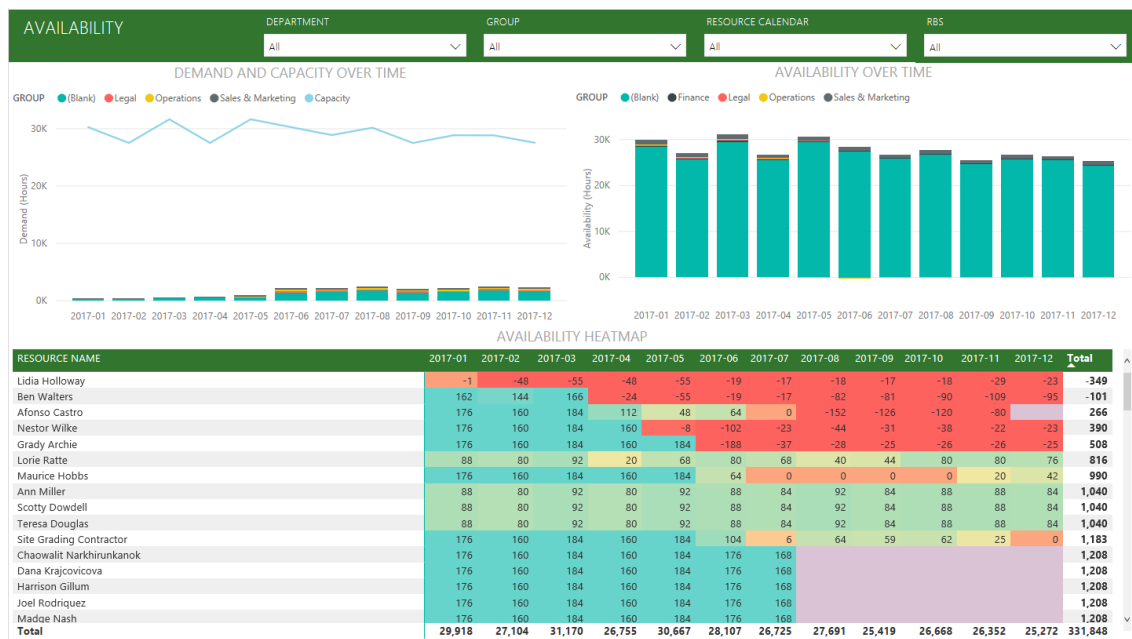 AVAILABILITY
DEPARTMENT GROUP RESOURCE CALENDAR RBS
All All All All
DEMAND AND CAPACITY OVER TIME
GROUP (Blank) Legal Operations Sales & Marketing Capacity
30K
20K
10K
0K
Demand (Hours)
2017-01 2017-02 2017-03 2017-04 2017-05 2017-06 2017-07 2017-08 2017-09 2017-10 2017-11 2017-12
AVAILABILITY OVER TIME
GROUP (Blank) Finance Legal Operations Sales & Marketing
30K
20K
10K
0K
Availability (Hours)
2017-01 2017-02 2017-03 2017-04 2017-05 2017-06 2017-07 2017-08 2017-09 2017-10 2017-11 2017-12
AVAILABILITY HEATMAP
RESOURCE NAME 2017-01 2017-02 2017-03 2017-04 2017-05 2017-06 2017-07 2017-08 2017-09 2017-10 2017-11 2017-12 Total
Lidia Holloway -1 -48 -55 -48 -55 -19 -17 -18 -17 -18 -29 -23 -349
Ben Walters 162 144 166 -24 -55 -19 -17 -82 -81 -90 -109 -95 -101
Afonso Castro 176 160 184 112 48 64 0 -152 -126 -120 -80 266
Nestor Wilke 176 160 184 160 -8 -102 -23 -44 -31 -38 -22 -23 390
Grady Archie 176 160 184 160 184 -188 -37 -28 -25 -26 -26 -25 508
Lorie Ratte 88 80 92 20 68 80 68 40 44 80 80 76 816
Maurice Hobbs 176 160 184 160 184 64 0 0 0 0 20 42 990
Ann Miller 88 80 92 80 92 88 84 92 84 88 88 84 1,040
Scotty Dowdell 88 80 92 80 92 88 84 92 84 88 88 84 1,040
Teresa Douglas 88 80 92 80 92 88 84 92 84 88 88 84 1,040
Site Grading Contractor 176 160 184 160 184 104 6 64 59 62 25 0 1,183
Chaowalit Narkhirunkanok 176 160 184 160 184 176 168 1,208
Dana Krajcovicova 176 160 184 160 184 176 168 1,208
Harrison Gillum 176 160 184 160 184 176 168 1,208
Joel Rodriquez 176 160 184 160 184 176 168 1,208
Madge Nash 176 160 184 160 184 176 168 1,208
Total 29,918 27,104 31,170 26,755 30,667 28,107 26,725 27,691 25,419 26,668 26,352 25,272 331,848